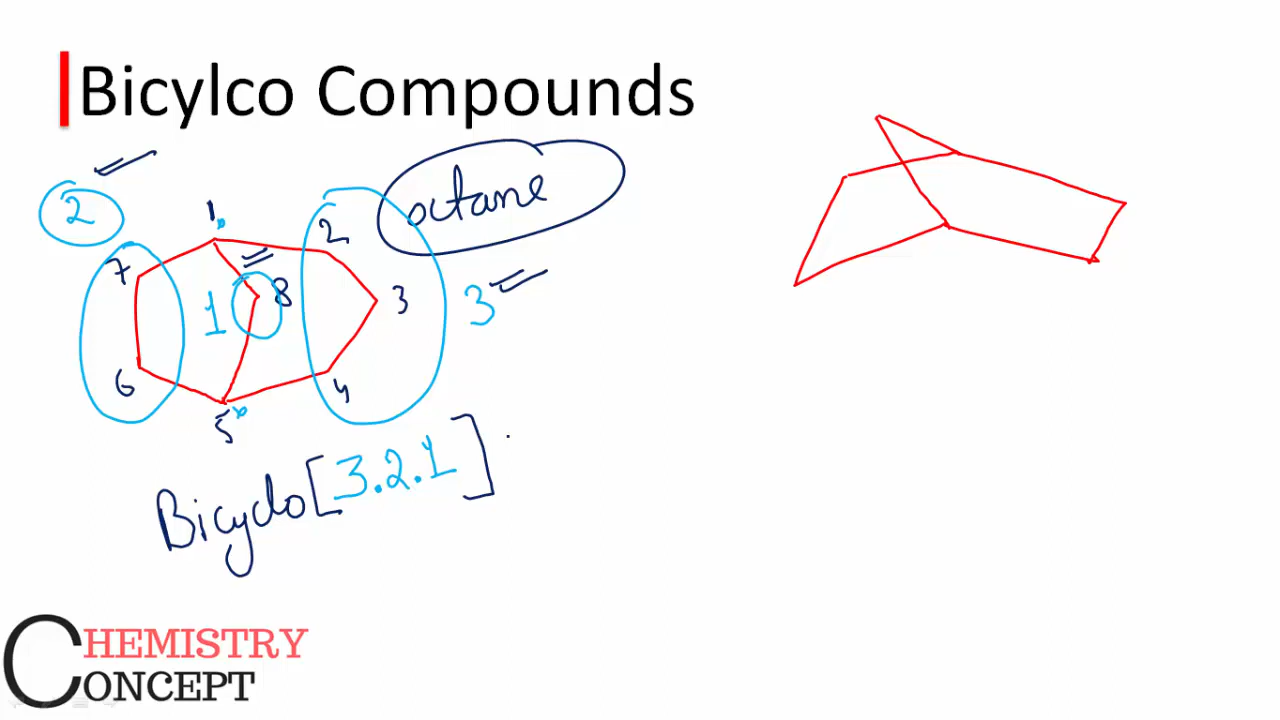 Bicylco Compounds
2
octane
1
2
7
8
3
1
3
6
4
5
Bicyclo[3.2.1]
CHEMISTRY
CONCEPT